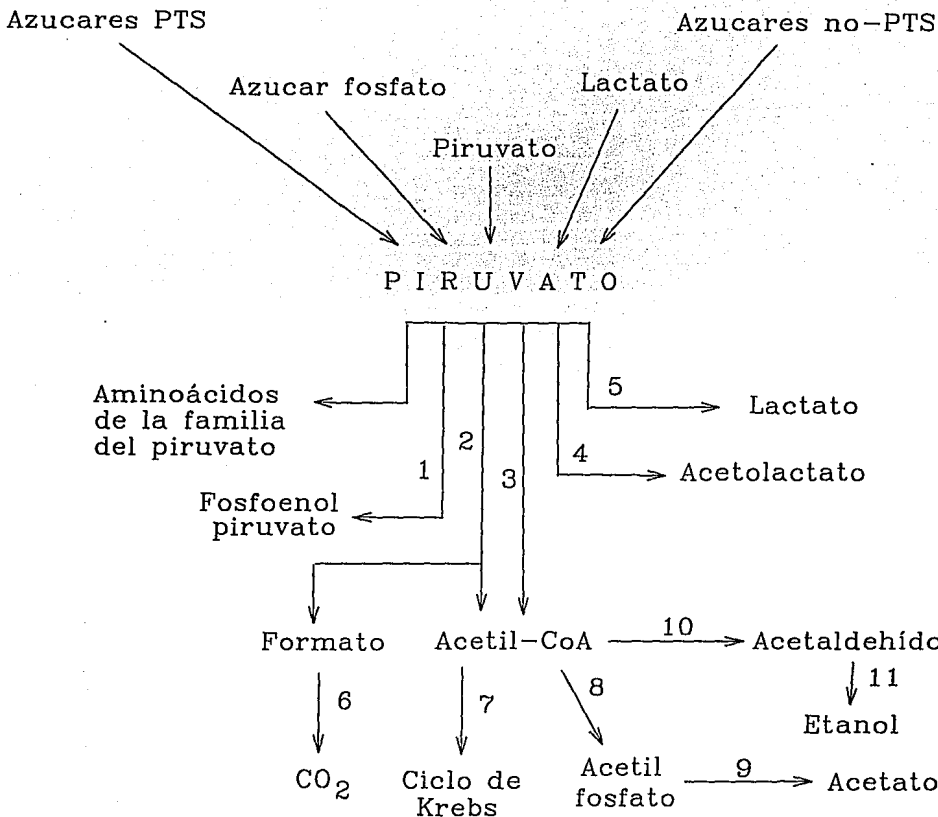 Azucares PTS
Azucares no-PTS
Azucar fosfato
Lactato
Piruvato
P I R U V A T O
5
Aminoácidos
de la familia
del piruvato
Lactato
2
4
1
3
Acetolactato
Fosfoenol
piruvato
Formato
Acetil-CoA
10
Acetaldehído
6
7
8
11
Etanol
CO2
Ciclo de
Krebs
Acetil
fosfato
9
Acetato